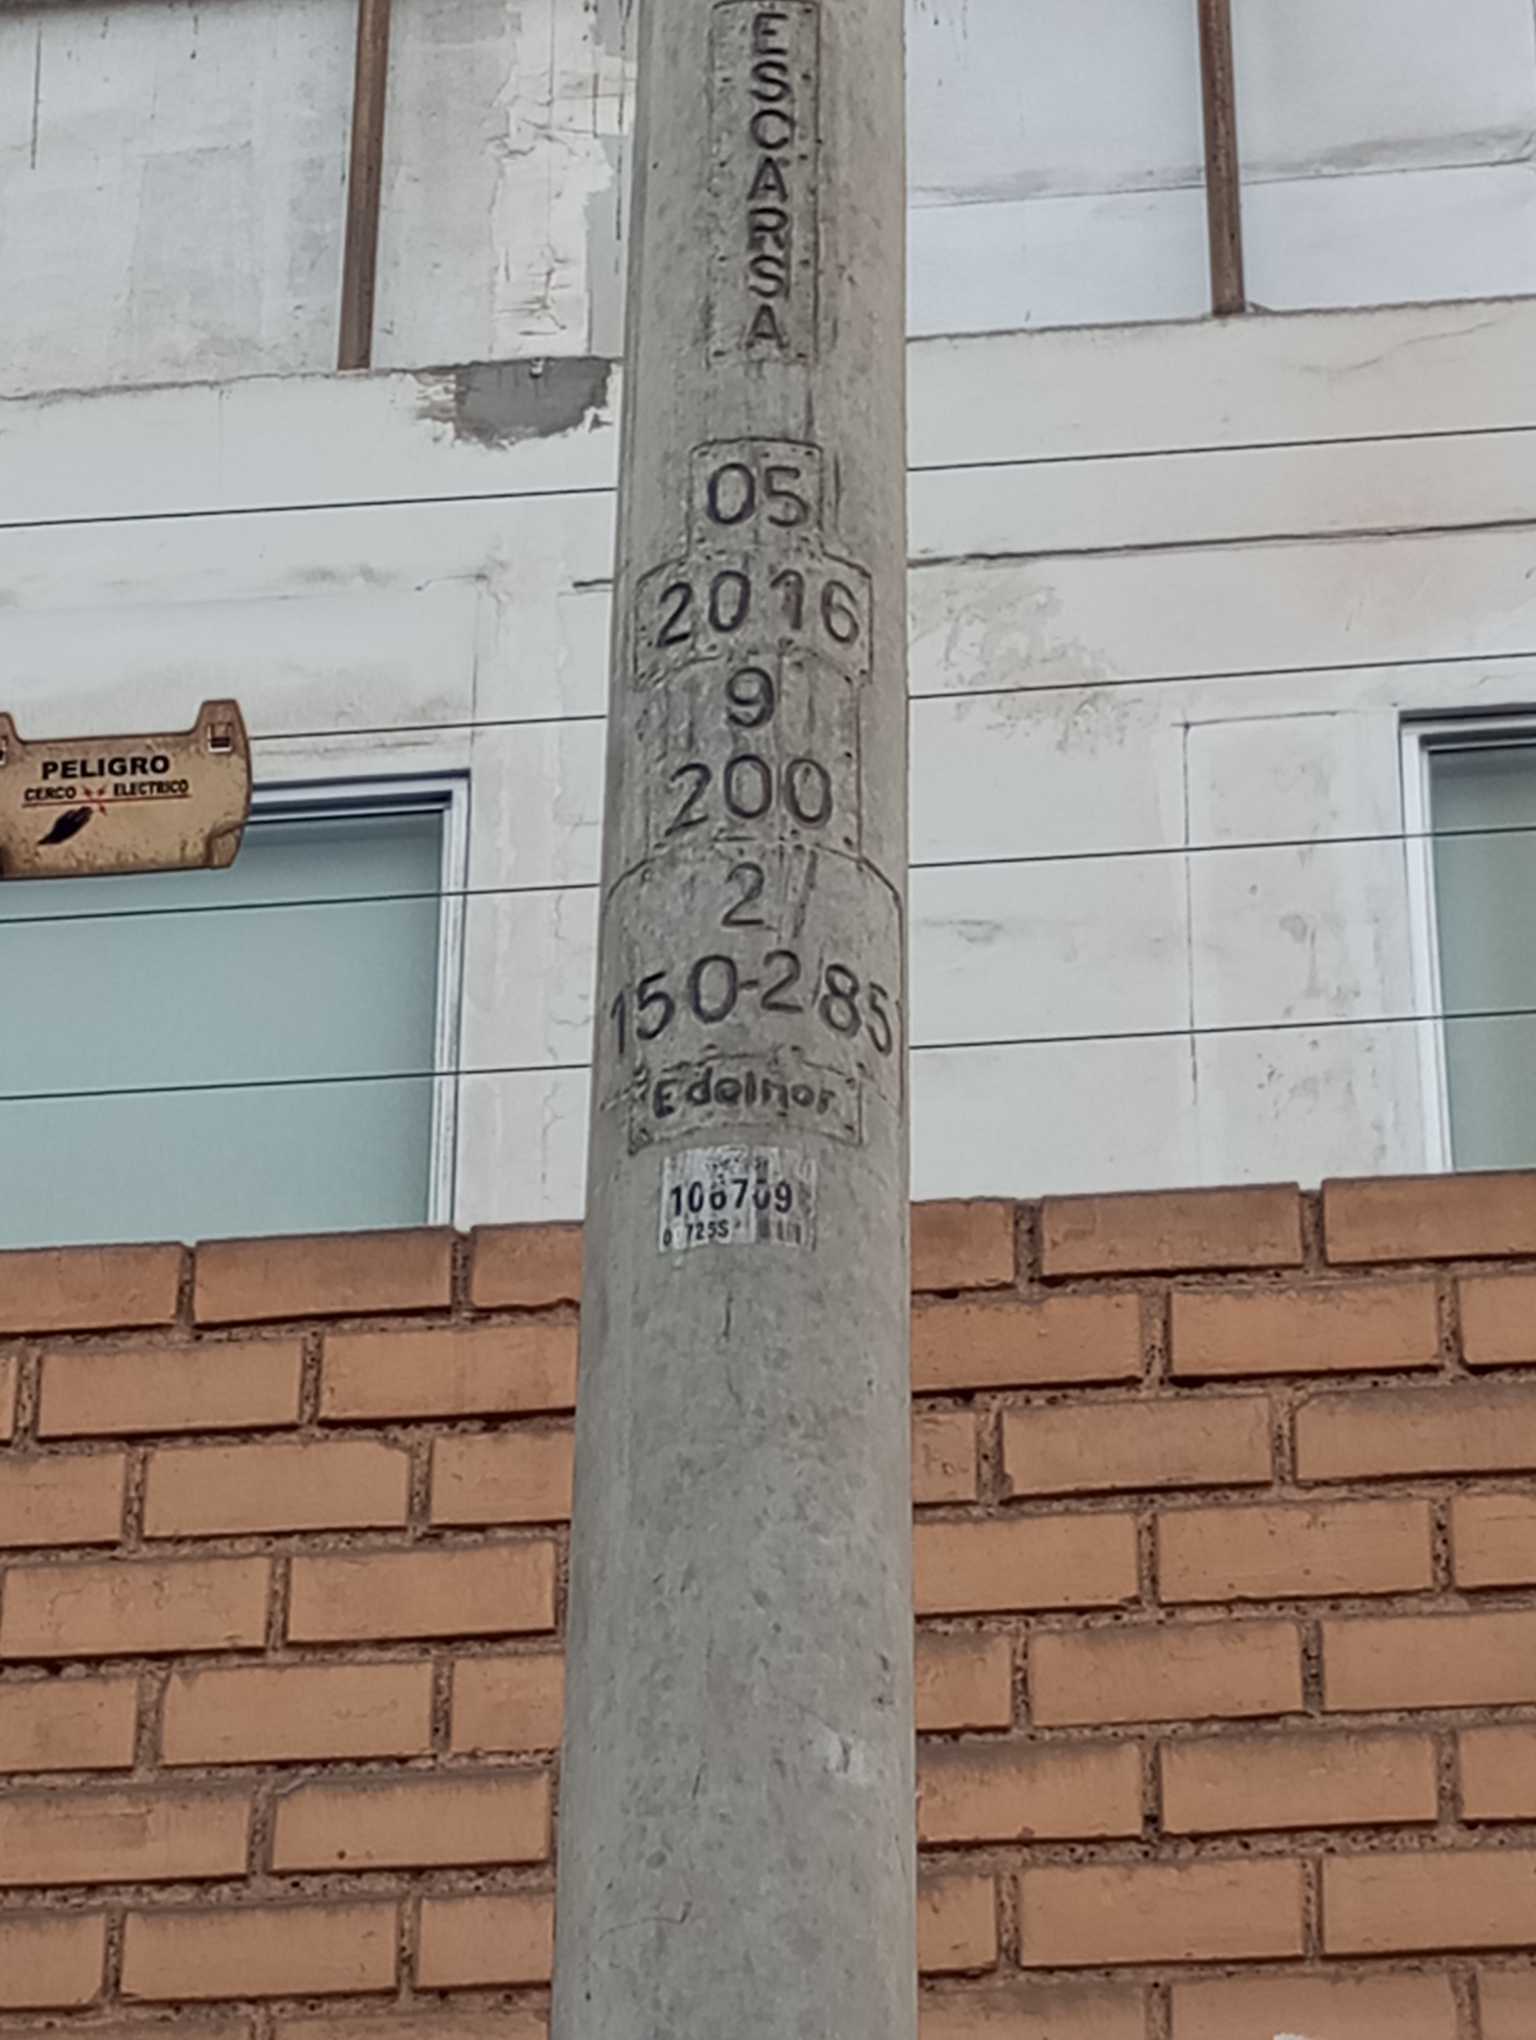 ESCARSA
05
2016
9
200
2
150-285
Edelnor
106709
PELIGRO
CERCO ELECTRICO